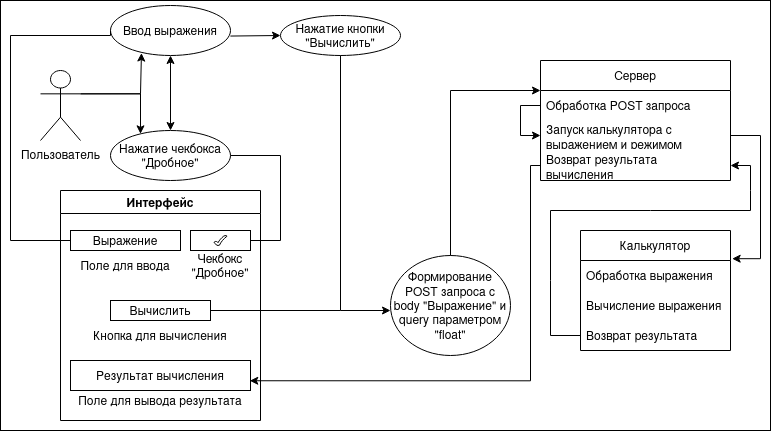 Ввод выражения
Нажатие кнопки
"Вычислить"
Сервер
Обработка POST запроса
Запуск калькулятора с
выражением и режимом
Возврат результата
вычисления
Пользователь
Нажатие чекбокса
"Дробное"
Интерфейс
Выражение
Поле для ввода
Чекбокс
"Дробное"
Вычислить
Кнопка для вычисления
Результат вычисления
Поле для вывода результата
Формирование
POST запроса с
body "Выражение" и
query параметром
"float"
Калькулятор
Обработка выражения
Вычисление выражения
Возврат результата